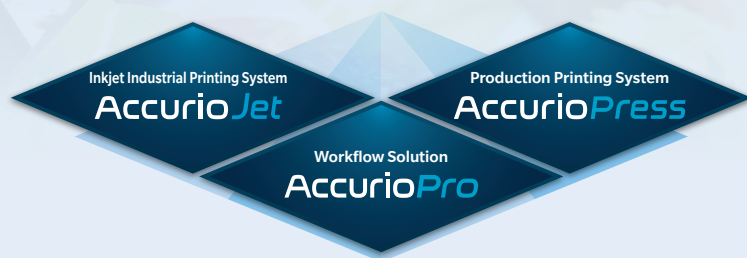 Inkjet Industrial Printing System
AccurioJet
Production Printing System
AccurioPress
Workflow Solution
AccurioPro